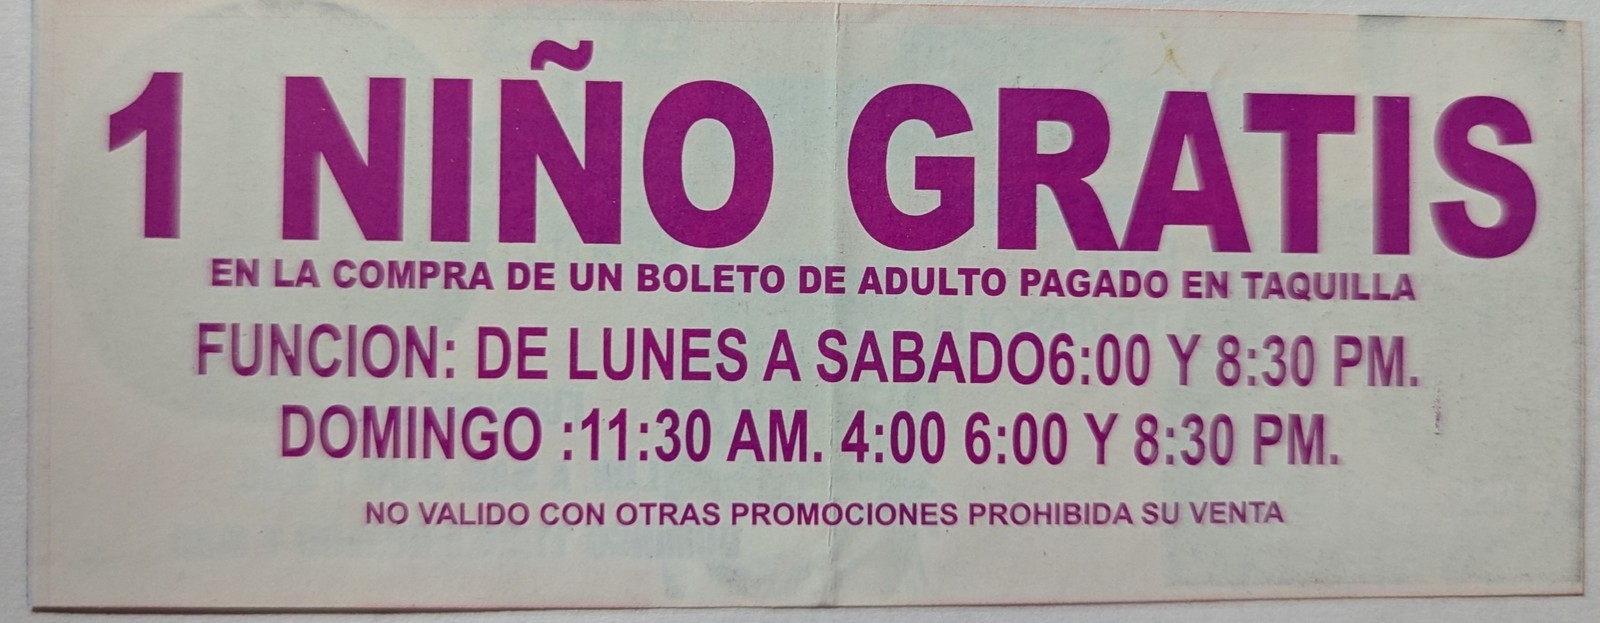 1 NIÑO GRATIS
EN LA COMPRA DE UN BOLETO DE ADULTO PAGADO EN TAQUILLA
FUNCION: DE LUNES A SABADO6:00 Y 8:30 PM.
DOMINGO :11:30 AM. 4:00 6:00 Y 8:30 PM.
NO VALIDO CON OTRAS PROMOCIONES PROHIBIDA SU VENTA